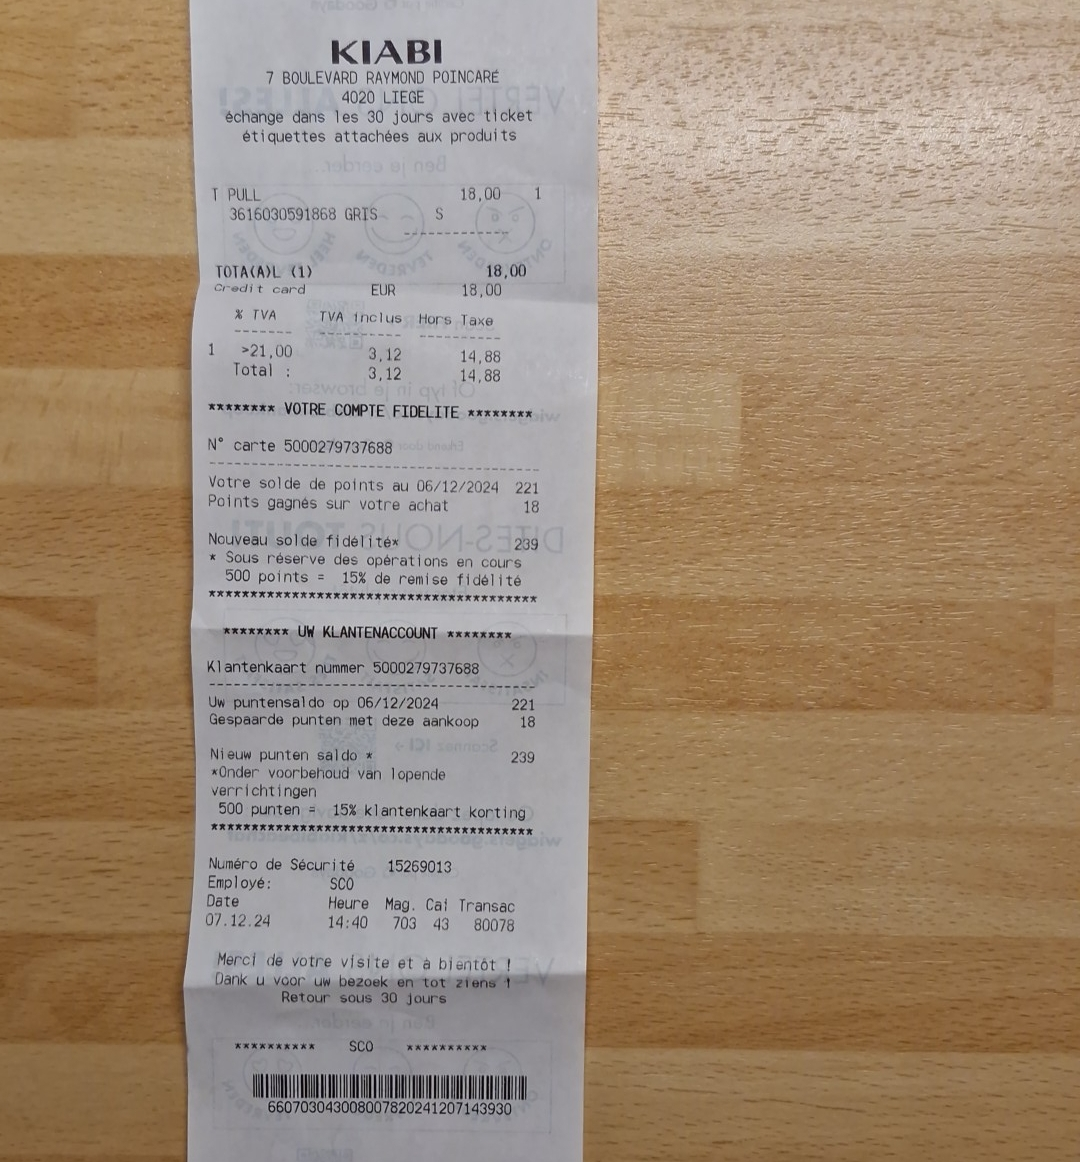 KIABI
7 BOULEVARD RAYMOND POINCARÉ
4020 LIEGE
échange dans les 30 jours avec ticket
étiquettes attachées aux produits
T PULL 18,00 1
3616030591868 GRIS S
-------------
TOTA(A)L (1) 18,00
Credit card EUR 18,00
% TVA TVA inclus Hors Taxe
------- ---------- ----------
1 >21,00 3,12 14,88
Total : 3,12 14,88
******** VOTRE COMPTE FIDELITE ********
N° carte 5000279737688
----------------------------------------
Votre solde de points au 06/12/2024 221
Points gagnés sur votre achat 18
Nouveau solde fidélité* 239
* Sous réserve des opérations en cours
500 points = 15% de remise fidélité
****************************************
******** UW KLANTENACCOUNT ********
Klantenkaart nummer 5000279737688
----------------------------------------
Uw puntensaldo op 06/12/2024 221
Gespaarde punten met deze aankoop 18
Nieuw punten saldo * 239
*Onder voorbehoud van lopende
verrichtingen
500 punten = 15% klantenkaart korting
****************************************
Numéro de Sécurité 15269013
Employé: SCO
Date Heure Mag. Cai Transac
07.12.24 14:40 703 43 80078
Merci de votre visite et à bientôt !
Dank u voor uw bezoek en tot ziens !
Retour sous 30 jours
********** SCO **********
660703043008007820241207143930